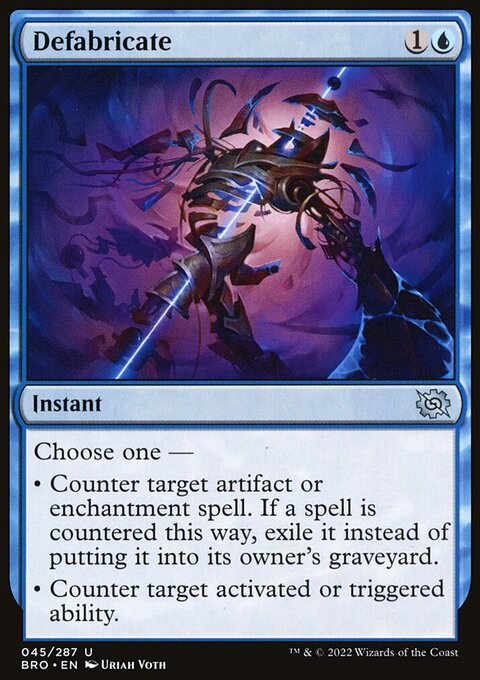 Defabricate 1
Instant
Choose one —
• Counter target artifact or
enchantment spell. If a spell is
countered this way, exile it instead of
putting it into its owner's graveyard.
• Counter target activated or triggered
ability.
045/287 U
BRO • EN Uriah Voth
™ & © 2022 Wizards of the Coast